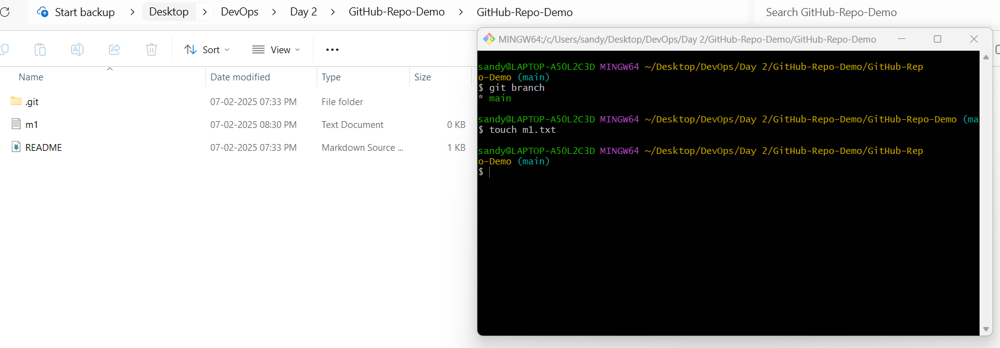 Start backup > Desktop > DevOps > Day 2 > GitHub-Repo-Demo > GitHub-Repo-Demo
Search GitHub-Repo-Demo
Sort
View
Name Date modified Type Size
.git 07-02-2025 07:33 PM File folder
m1 07-02-2025 08:30 PM Text Document 0 KB
README 07-02-2025 07:33 PM Markdown Source ... 1 KB
MINGW64:/c/Users/sandy/Desktop/DevOps/Day 2/GitHub-Repo-Demo/GitHub-Repo-Demo
sandy@LAPTOP-A5OL2C3D MINGW64 ~/Desktop/DevOps/Day 2/GitHub-Repo-Demo/GitHub-Rep
o-Demo (main)
$ git branch
* main
sandy@LAPTOP-A5OL2C3D MINGW64 ~/Desktop/DevOps/Day 2/GitHub-Repo-Demo/GitHub-Repo-Demo (ma
$ touch m1.txt
sandy@LAPTOP-A5OL2C3D MINGW64 ~/Desktop/DevOps/Day 2/GitHub-Repo-Demo/GitHub-Rep
o-Demo (main)
$